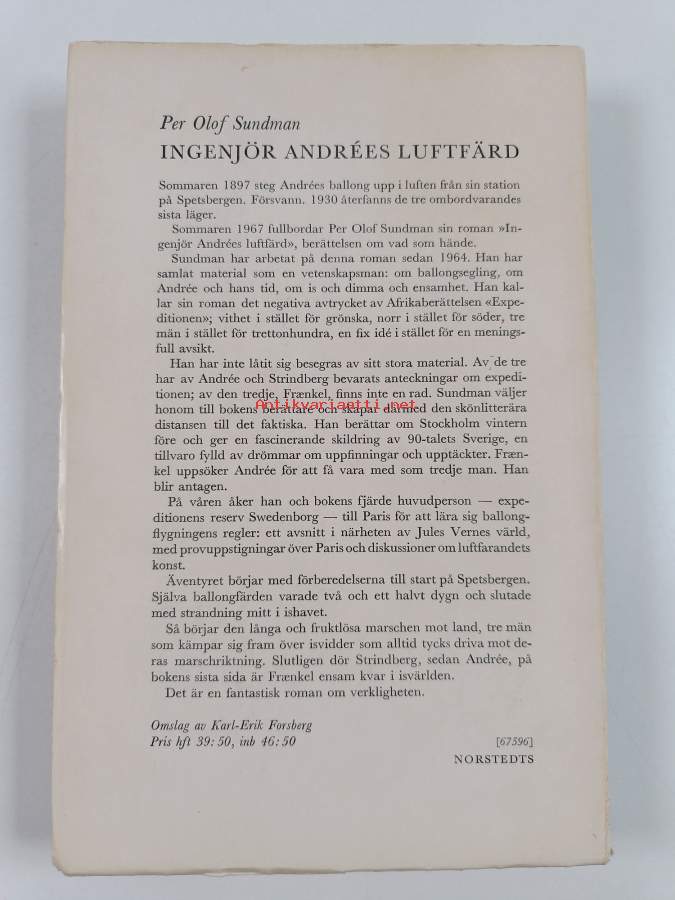 Per Olof Sundman
INGENJÖR ANDRÉES LUFTFÄRD
Sommaren 1897 steg Andrées ballong upp i luften från sin station
på Spetsbergen. Försvann. 1930 återfanns de tre ombordvarandes
sista läger.
Sommaren 1967 fullbordar Per Olof Sundman sin roman »In-
genjör Andrées luftfärd», berättelsen om vad som hände.
Sundman har arbetat på denna roman sedan 1964. Han har
samlat material som en vetenskapsman: om ballongsegling, om
Andrée och hans tid, om is och dimma och ensamhet. Han kal-
lar sin roman det negativa avtrycket av Afrikaberättelsen «Expe-
ditionen»; vithet i stället för grönska, norr i stället för söder, tre
män i stället för trettonhundra, en fix idé i stället för en menings-
full avsikt.
Han har inte låtit sig besegras av sitt stora material. Av de tre
har av Andrée och Strindberg bevarats anteckningar om expedi-
tionen; av den tredje, Frænkel, finns inte en rad. Sundman väljer
honom till bokens berättare och skapar därmed den skönlitterära
Antikvariaatti.net
distansen till det faktiska. Han berättar om Stockholm vintern
före och ger en fascinerande skildring av 90-talets Sverige, en
tillvaro fylld av drömmar om uppfinningar och upptäckter. Fræn-
kel uppsöker Andrée för att få vara med som tredje man. Han
blir antagen.
På våren åker han och bokens fjärde huvudperson — expe-
ditionens reserv Swedenborg — till Paris för att lära sig ballong-
flygningens regler: ett avsnitt i närheten av Jules Vernes värld,
med provuppstigningar över Paris och diskussioner om luftfarandets
konst.
Äventyret börjar med förberedelserna till start på Spetsbergen.
Själva ballongfärden varade två och ett halvt dygn och slutade
med strandning mitt i ishavet.
Så börjar den långa och fruktlösa marschen mot land, tre män
som kämpar sig fram över isvidder som alltid tycks driva mot de-
ras marschriktning. Slutligen dör Strindberg, sedan Andrée, på
bokens sista sida är Frænkel ensam kvar i isvärlden.
Det är en fantastisk roman om verkligheten.
Omslag av Karl-Erik Forsberg
Pris hft 39:50, inb 46:50
[67596]
NORSTEDTS